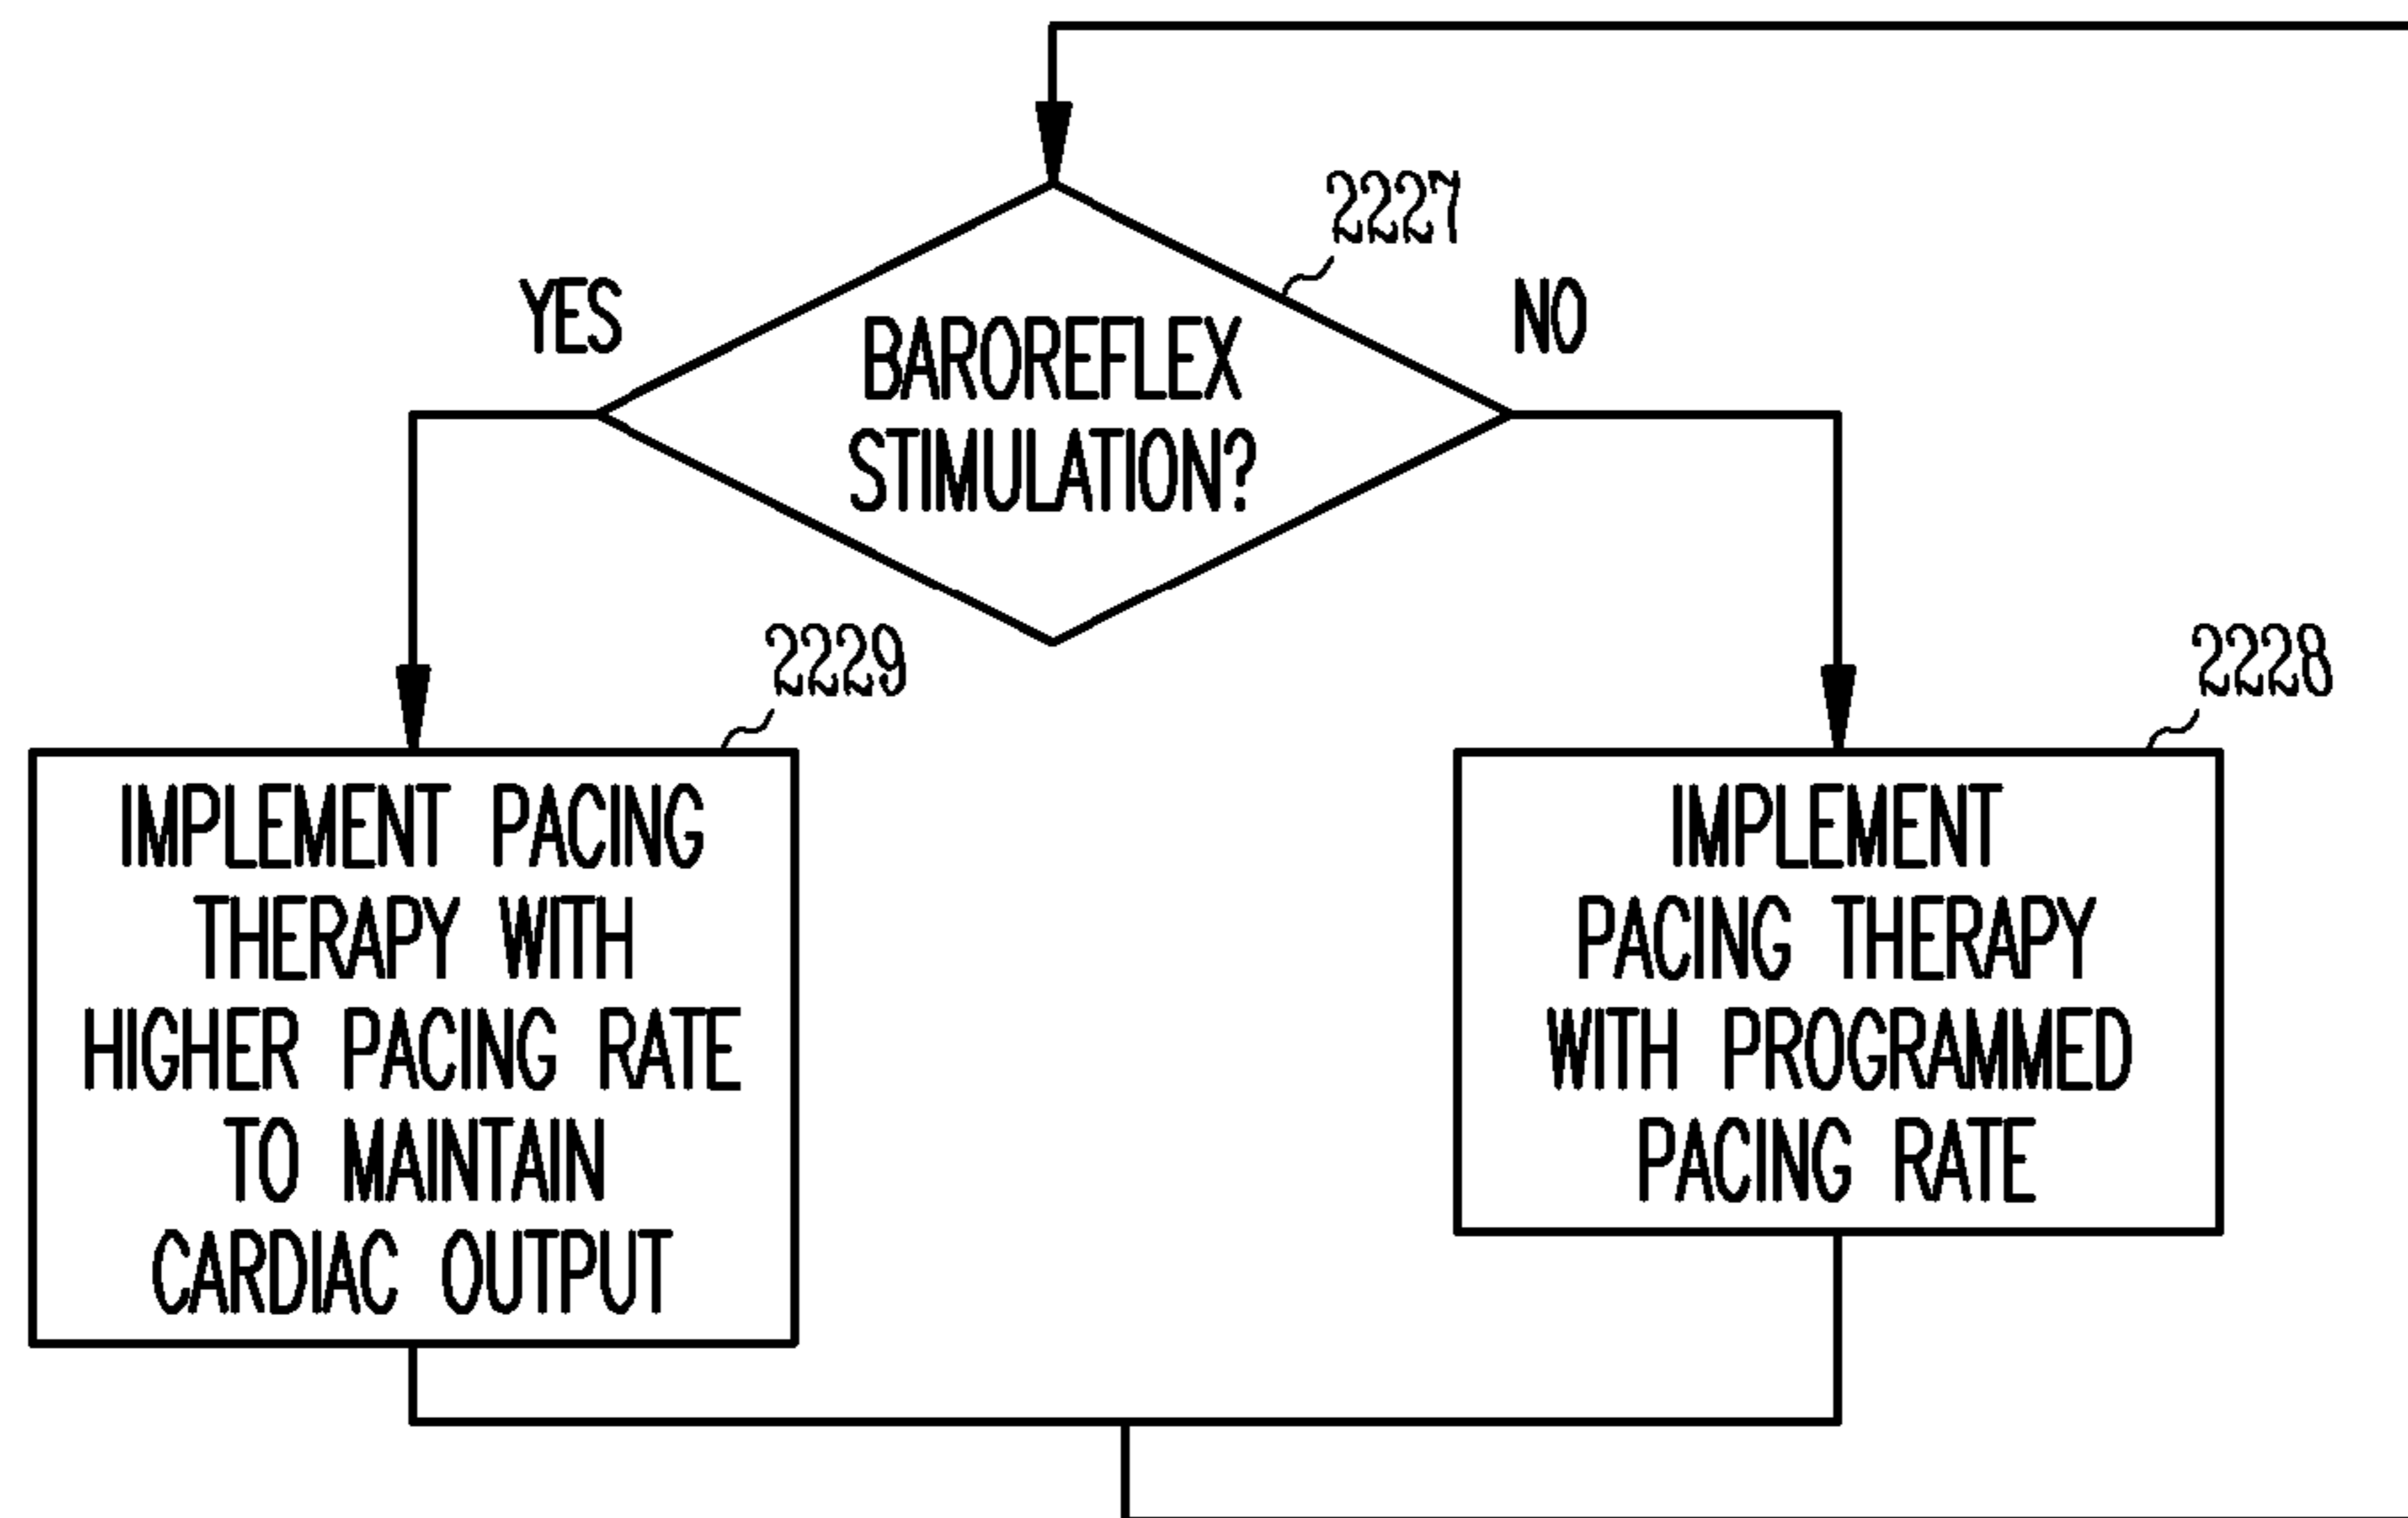 2227
YES
NO
BAROREFLEX
STIMULATION?
2229
2228
IMPLEMENT PACING
THERAPY WITH
HIGHER PACING RATE
TO MAINTAIN
CARDIAC OUTPUT
IMPLEMENT
PACING THERAPY
WITH PROGRAMMED
PACING RATE